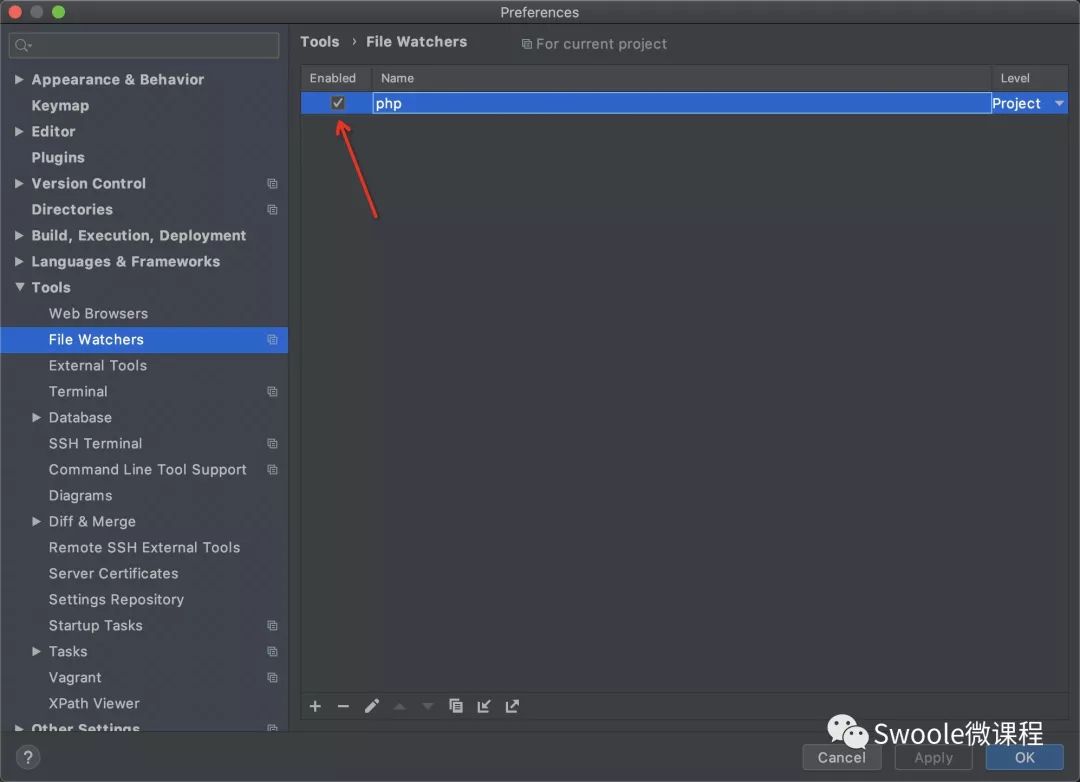 Preferences
Tools › File Watchers
For current project
Enabled Name Level
php Project
Appearance & Behavior
Keymap
Editor
Plugins
Version Control
Directories
Build, Execution, Deployment
Languages & Frameworks
Tools
Web Browsers
File Watchers
External Tools
Terminal
Database
SSH Terminal
Command Line Tool Support
Diagrams
Diff & Merge
Remote SSH External Tools
Server Certificates
Settings Repository
Startup Tasks
Tasks
Vagrant
XPath Viewer
Other Settings
?
Swoole微课程
Cancel Apply OK